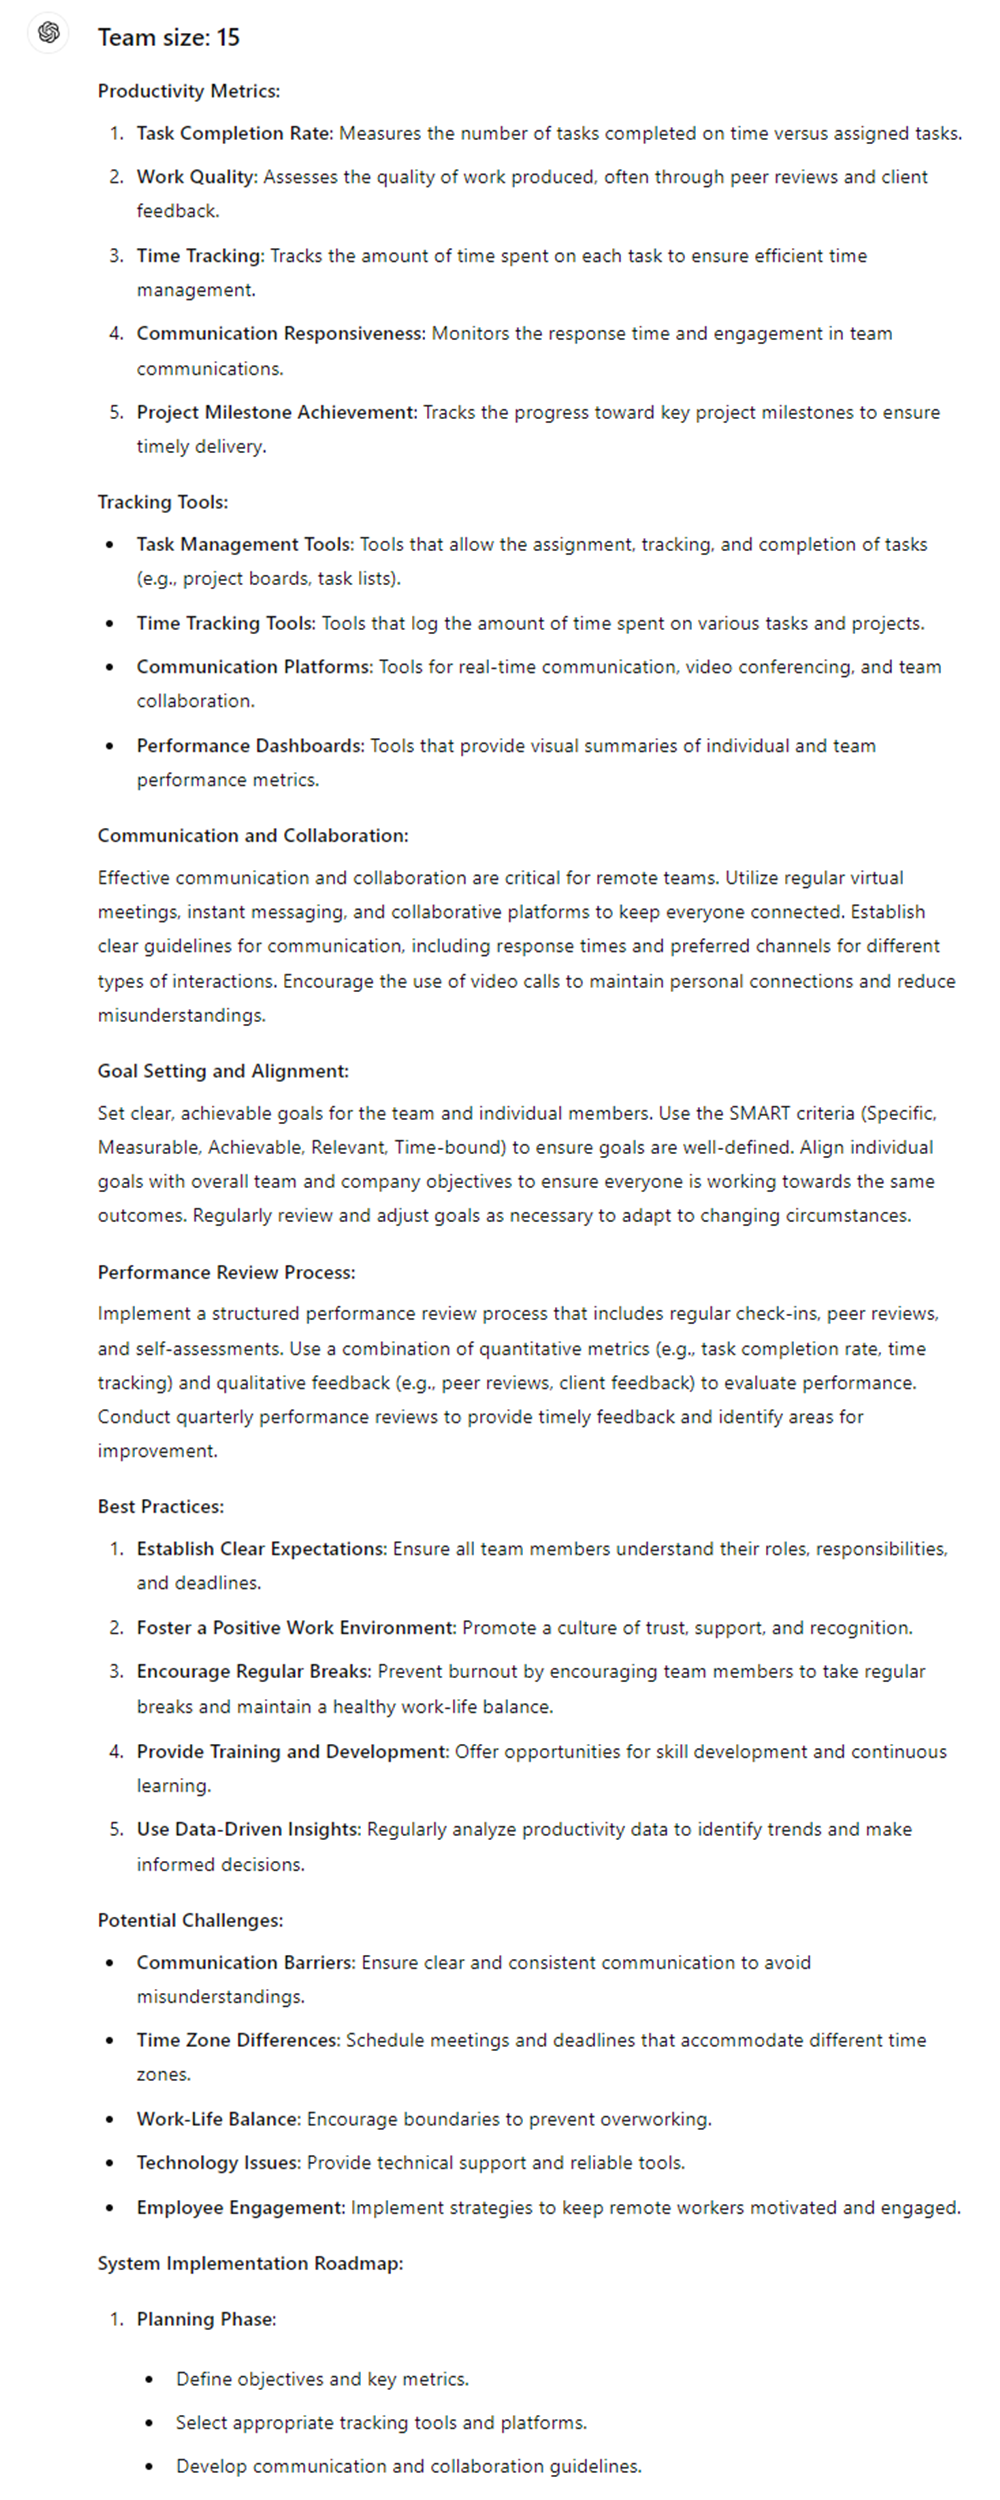 Team size: 15
Productivity Metrics:
1. Task Completion Rate: Measures the number of tasks completed on time versus assigned tasks.
2. Work Quality: Assesses the quality of work produced, often through peer reviews and client
feedback.
3. Time Tracking: Tracks the amount of time spent on each task to ensure efficient time
management.
4. Communication Responsiveness: Monitors the response time and engagement in team
communications.
5. Project Milestone Achievement: Tracks the progress toward key project milestones to ensure
timely delivery.
Tracking Tools:
• Task Management Tools: Tools that allow the assignment, tracking, and completion of tasks
(e.g., project boards, task lists).
• Time Tracking Tools: Tools that log the amount of time spent on various tasks and projects.
• Communication Platforms: Tools for real-time communication, video conferencing, and team
collaboration.
• Performance Dashboards: Tools that provide visual summaries of individual and team
performance metrics.
Communication and Collaboration:
Effective communication and collaboration are critical for remote teams. Utilize regular virtual
meetings, instant messaging, and collaborative platforms to keep everyone connected. Establish
clear guidelines for communication, including response times and preferred channels for different
types of interactions. Encourage the use of video calls to maintain personal connections and reduce
misunderstandings.
Goal Setting and Alignment:
Set clear, achievable goals for the team and individual members. Use the SMART criteria (Specific,
Measurable, Achievable, Relevant, Time-bound) to ensure goals are well-defined. Align individual
goals with overall team and company objectives to ensure everyone is working towards the same
outcomes. Regularly review and adjust goals as necessary to adapt to changing circumstances.
Performance Review Process:
Implement a structured performance review process that includes regular check-ins, peer reviews,
and self-assessments. Use a combination of quantitative metrics (e.g., task completion rate, time
tracking) and qualitative feedback (e.g., peer reviews, client feedback) to evaluate performance.
Conduct quarterly performance reviews to provide timely feedback and identify areas for
improvement.
Best Practices:
1. Establish Clear Expectations: Ensure all team members understand their roles, responsibilities,
and deadlines.
2. Foster a Positive Work Environment: Promote a culture of trust, support, and recognition.
3. Encourage Regular Breaks: Prevent burnout by encouraging team members to take regular
breaks and maintain a healthy work-life balance.
4. Provide Training and Development: Offer opportunities for skill development and continuous
learning.
5. Use Data-Driven Insights: Regularly analyze productivity data to identify trends and make
informed decisions.
Potential Challenges:
• Communication Barriers: Ensure clear and consistent communication to avoid
misunderstandings.
• Time Zone Differences: Schedule meetings and deadlines that accommodate different time
zones.
• Work-Life Balance: Encourage boundaries to prevent overworking.
• Technology Issues: Provide technical support and reliable tools.
• Employee Engagement: Implement strategies to keep remote workers motivated and engaged.
System Implementation Roadmap:
1. Planning Phase:
• Define objectives and key metrics.
• Select appropriate tracking tools and platforms.
• Develop communication and collaboration guidelines.